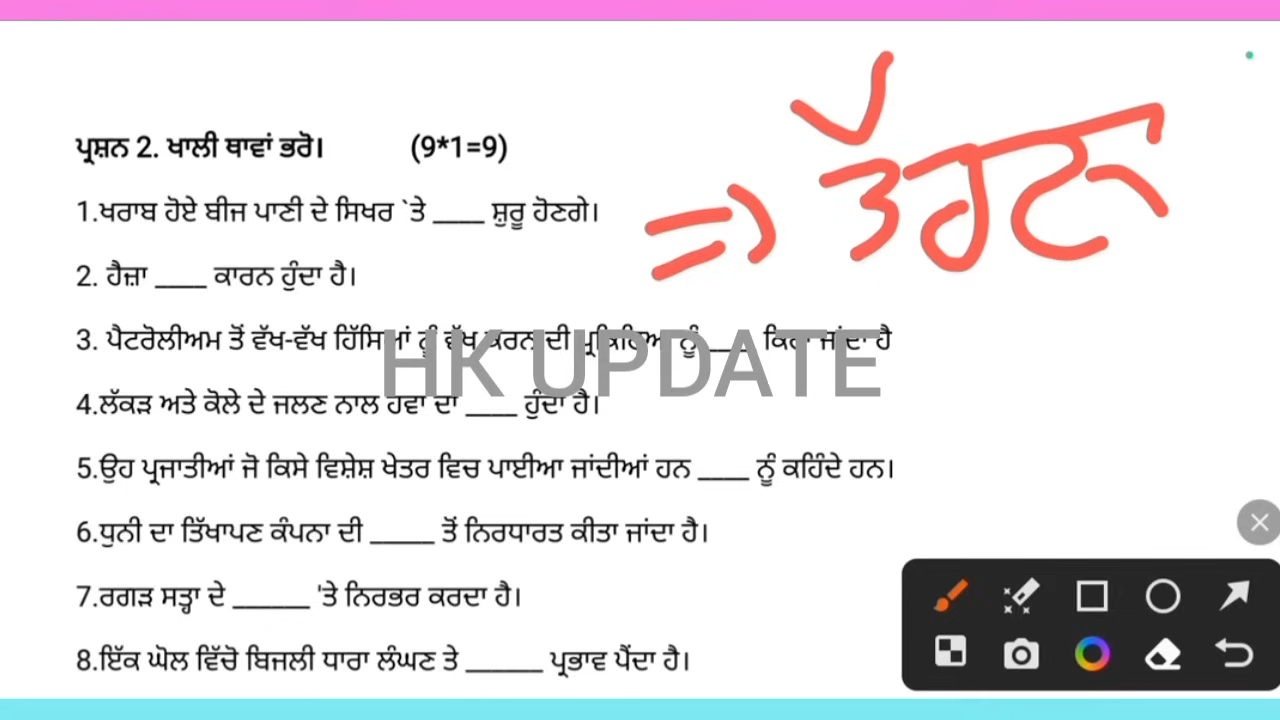 ਪ੍ਰਸ਼ਨ 2. ਖਾਲੀ ਥਾਵਾਂ ਭਰੋ। (9*1=9)
1.ਖਰਾਬ ਹੋਏ ਬੀਜ ਪਾਣੀ ਦੇ ਸਿਖਰ `ਤੇ ____ ਸ਼ੁਰੂ ਹੋਣਗੇ।
⇒ ਤੈਰਨਾ
2. ਹੈਜ਼ਾ ____ ਕਾਰਨ ਹੁੰਦਾ ਹੈ।
3. ਪੈਟਰੋਲੀਅਮ ਤੋਂ ਵੱਖ-ਵੱਖ ਹਿੱਸਿਆਂ ਨੂੰ ਵੱਖ ਕਰਨ ਦੀ ਪ੍ਰਕਿਰਿਆ ਨੂੰ ____ ਕਿਹਾ ਜਾਂਦਾ ਹੈ
HK UPDATE
4.ਲੱਕੜ ਅਤੇ ਕੋਲੇ ਦੇ ਜਲਣ ਨਾਲ ਹਵਾ ਦਾ ____ ਹੁੰਦਾ ਹੈ।
5.ਉਹ ਪ੍ਰਜਾਤੀਆਂ ਜੋ ਕਿਸੇ ਵਿਸ਼ੇਸ਼ ਖੇਤਰ ਵਿਚ ਪਾਈਆ ਜਾਂਦੀਆਂ ਹਨ ____ ਨੂੰ ਕਹਿੰਦੇ ਹਨ।
6.ਧੁਨੀ ਦਾ ਤਿੱਖਾਪਣ ਕੰਪਨਾ ਦੀ _____ ਤੋਂ ਨਿਰਧਾਰਤ ਕੀਤਾ ਜਾਂਦਾ ਹੈ।
7.ਰਗੜ ਸਤ੍ਹਾ ਦੇ ______ 'ਤੇ ਨਿਰਭਰ ਕਰਦਾ ਹੈ।
8.ਇੱਕ ਘੋਲ ਵਿੱਚੋ ਬਿਜਲੀ ਧਾਰਾ ਲੰਘਣ ਤੇ ______ ਪ੍ਰਭਾਵ ਪੈਂਦਾ ਹੈ।